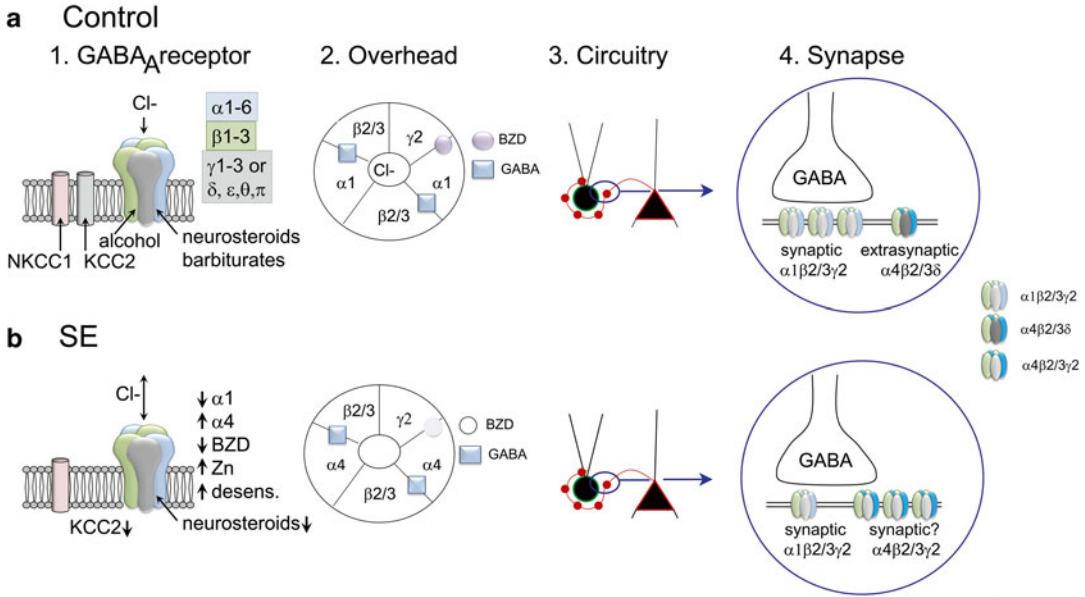 a Control
1. GABAA receptor
2. Overhead
3. Circuitry
4. Synapse
Cl-
α1-6
β1-3
γ1-3 or
δ, ε,θ,π
alcohol
neurosteroids
barbiturates
NKCC1
KCC2
β2/3
γ2
Cl-
α1
α1
β2/3
BZD
GABA
GABA
synaptic
α1β2/3γ2
extrasynaptic
α4β2/3δ
α1β2/3γ2
α4β2/3δ
α4β2/3γ2
b SE
Cl-
↓ α1
↑ α4
↓ BZD
↑ Zn
↑ desens.
KCC2↓
neurosteroids↓
β2/3
γ2
α4
α4
β2/3
BZD
GABA
GABA
synaptic
α1β2/3γ2
synaptic?
α4β2/3γ2